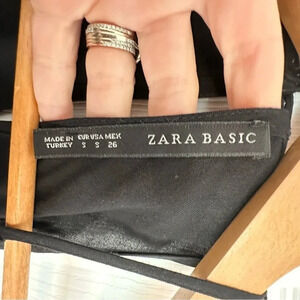 MADE IN EUR USA MEX
TURKEY S S 26
ZARA BASIC